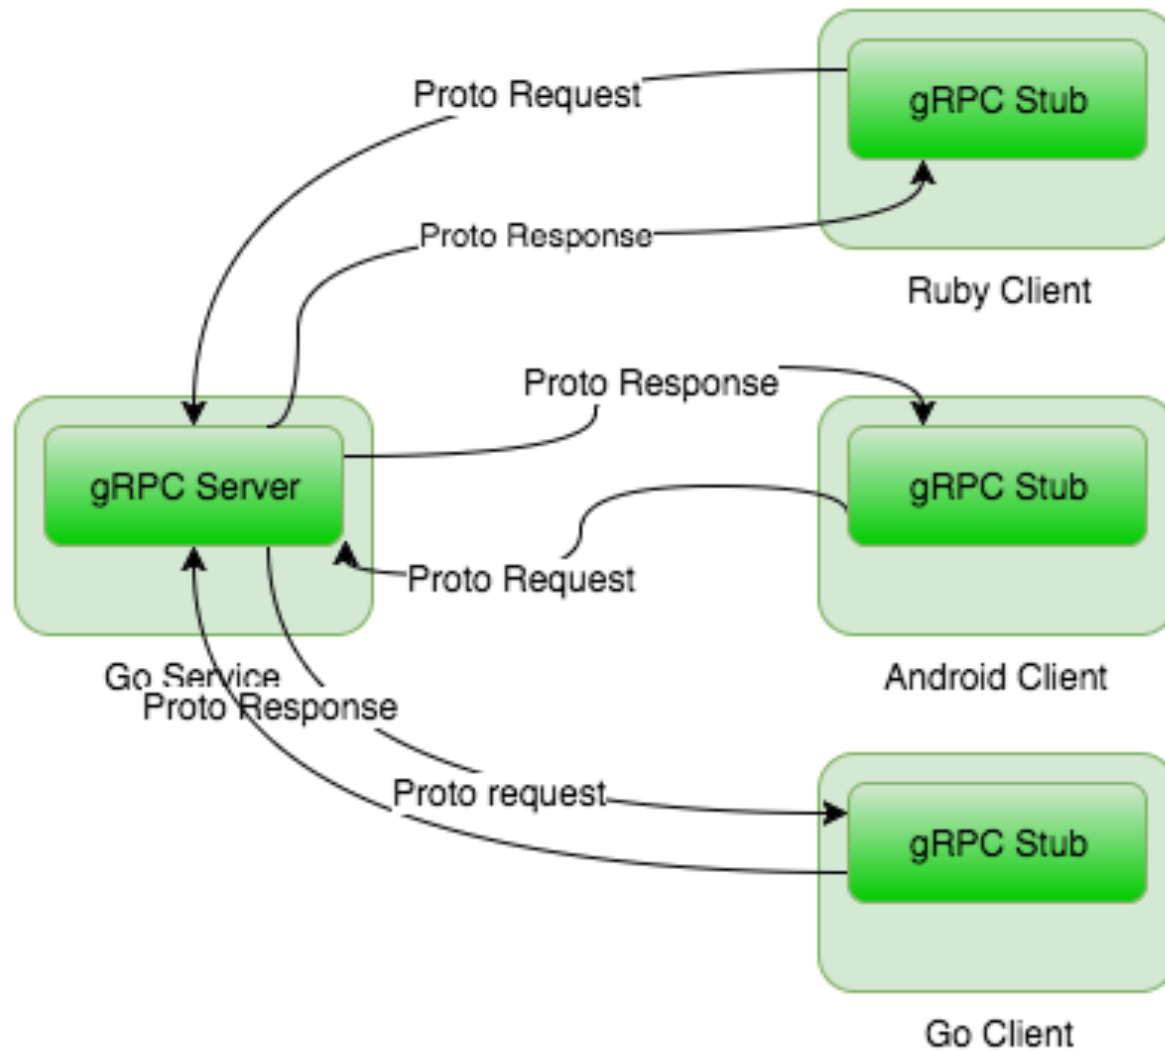 Proto Request
gRPC Stub
Proto Response
Ruby Client
Proto Response
gRPC Server
gRPC Stub
Proto Request
Go Service
Android Client
Proto Response
Proto request
gRPC Stub
Go Client